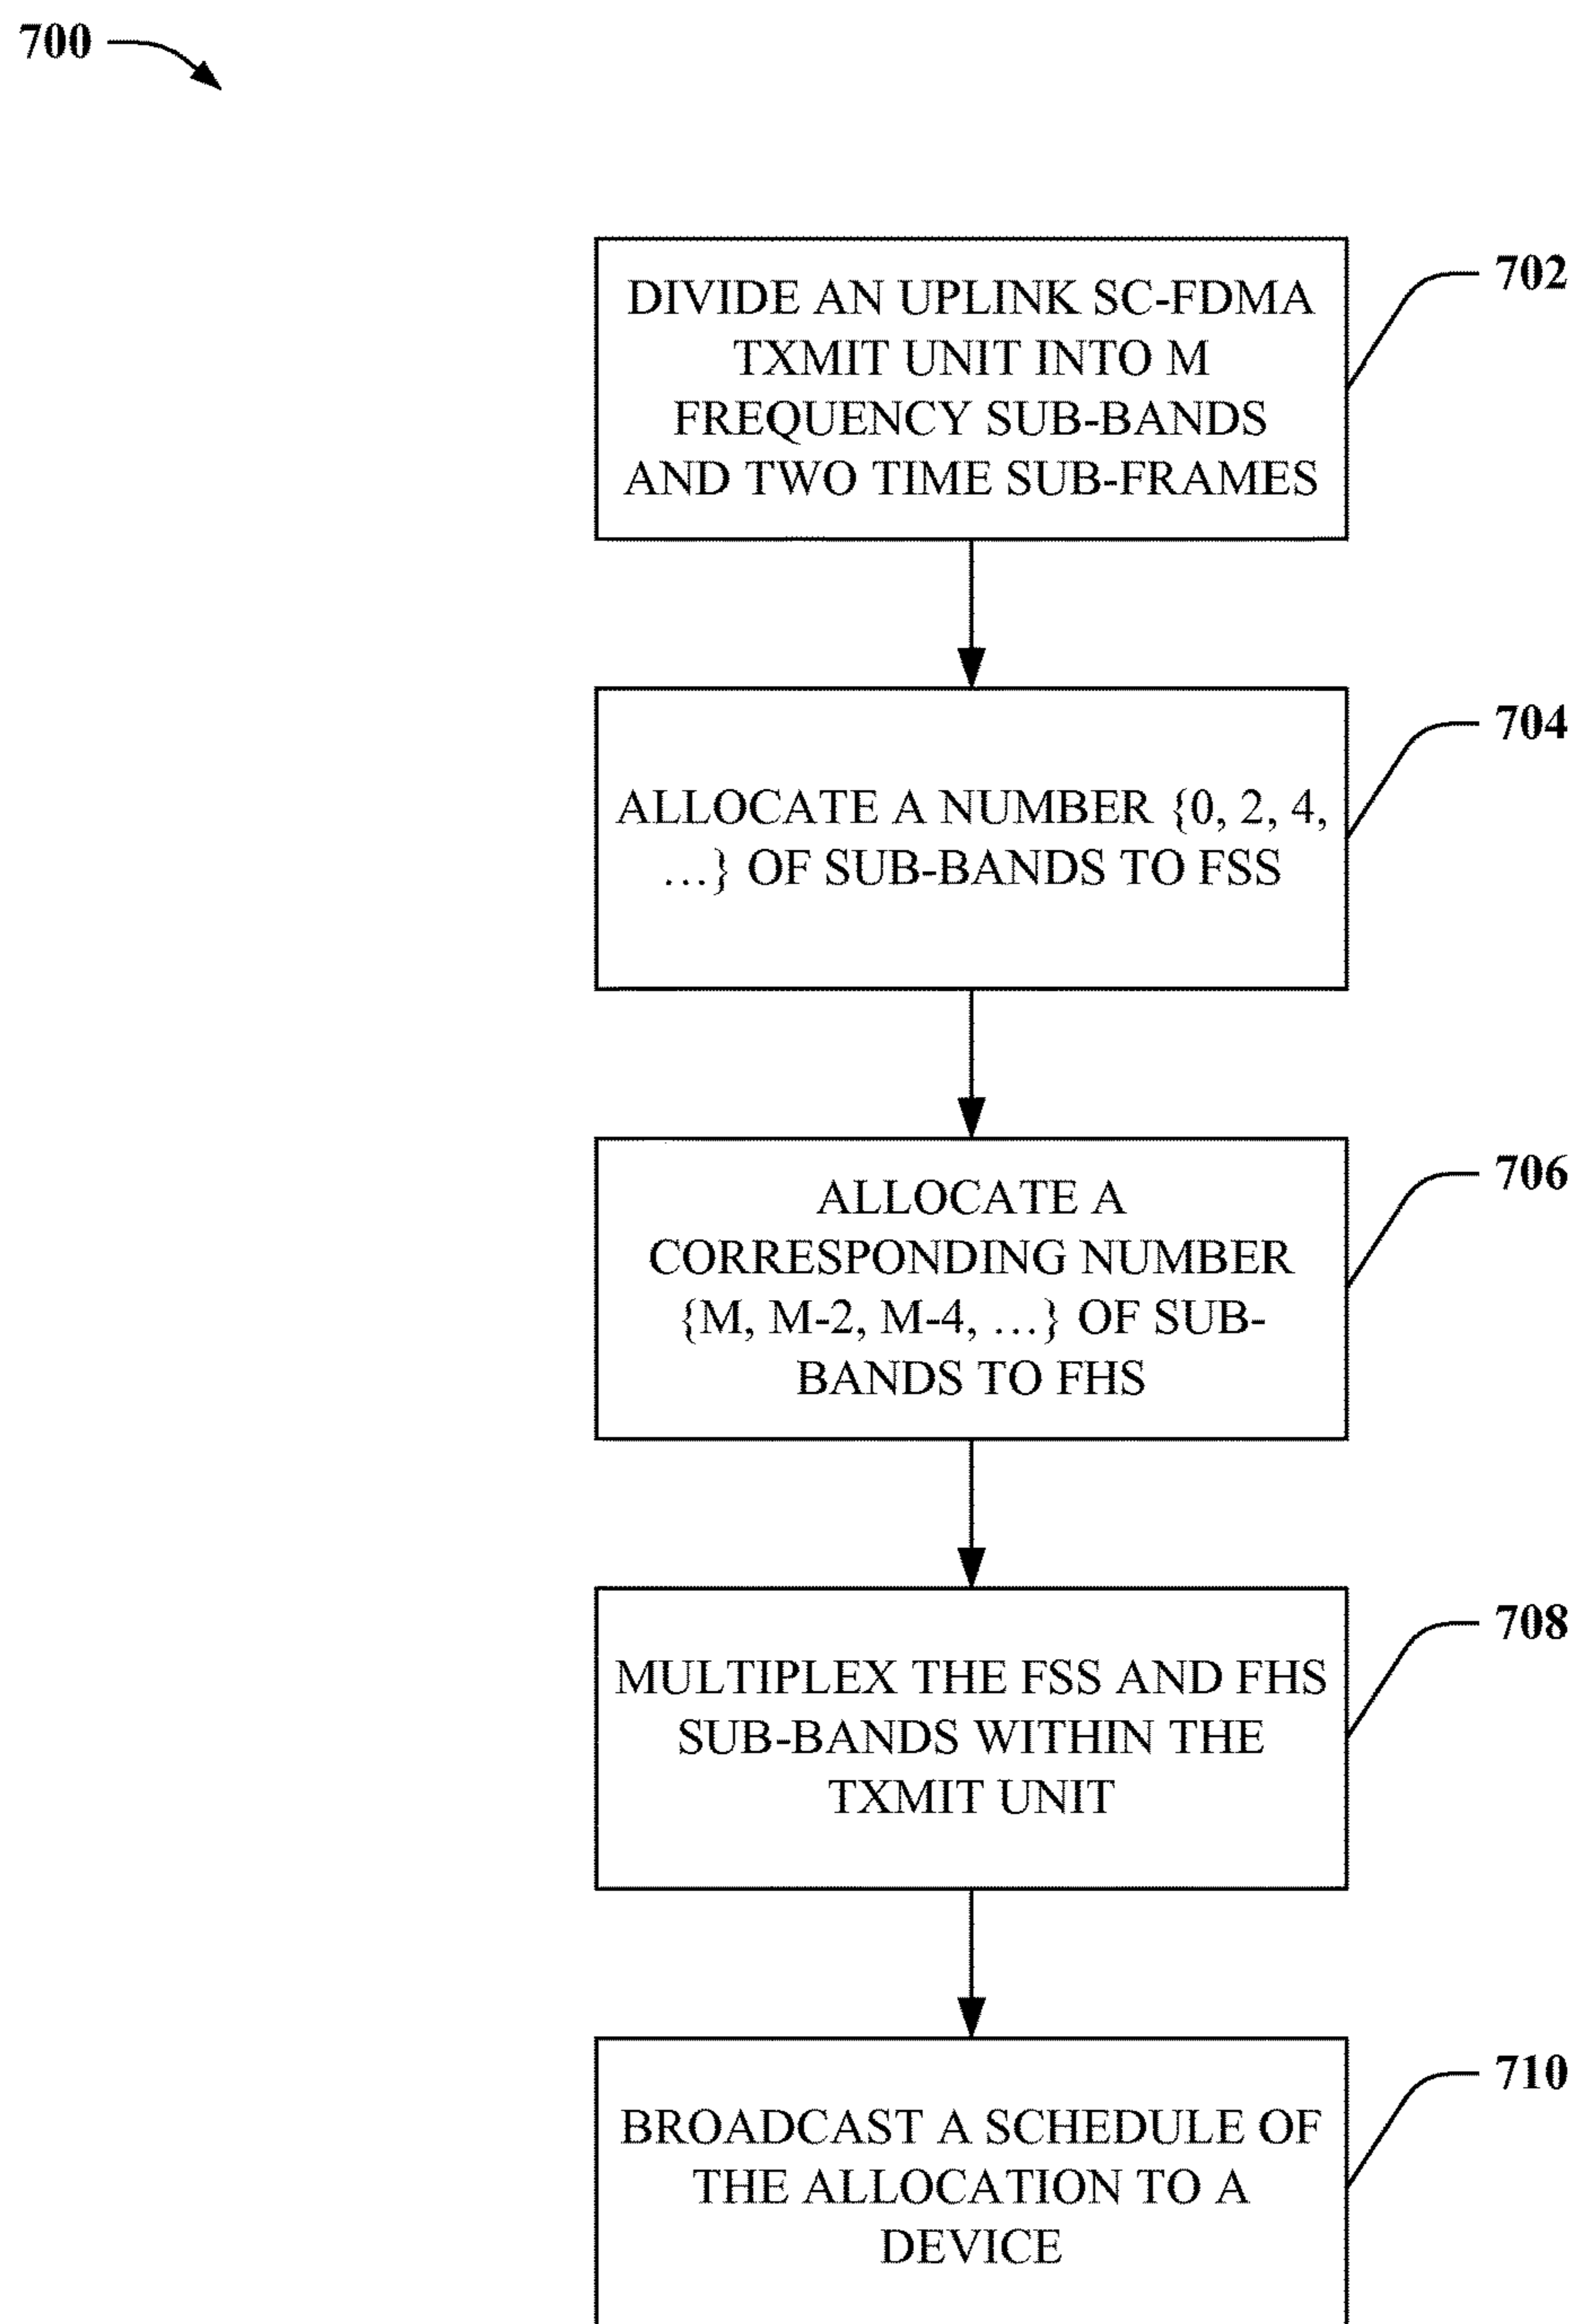 700
DIVIDE AN UPLINK SC-FDMA
TXMIT UNIT INTO M
FREQUENCY SUB-BANDS
AND TWO TIME SUB-FRAMES
702
ALLOCATE A NUMBER {0, 2, 4,
…} OF SUB-BANDS TO FSS
704
ALLOCATE A
CORRESPONDING NUMBER
{M, M-2, M-4, …} OF SUB-
BANDS TO FHS
706
MULTIPLEX THE FSS AND FHS
SUB-BANDS WITHIN THE
TXMIT UNIT
708
BROADCAST A SCHEDULE OF
THE ALLOCATION TO A
DEVICE
710